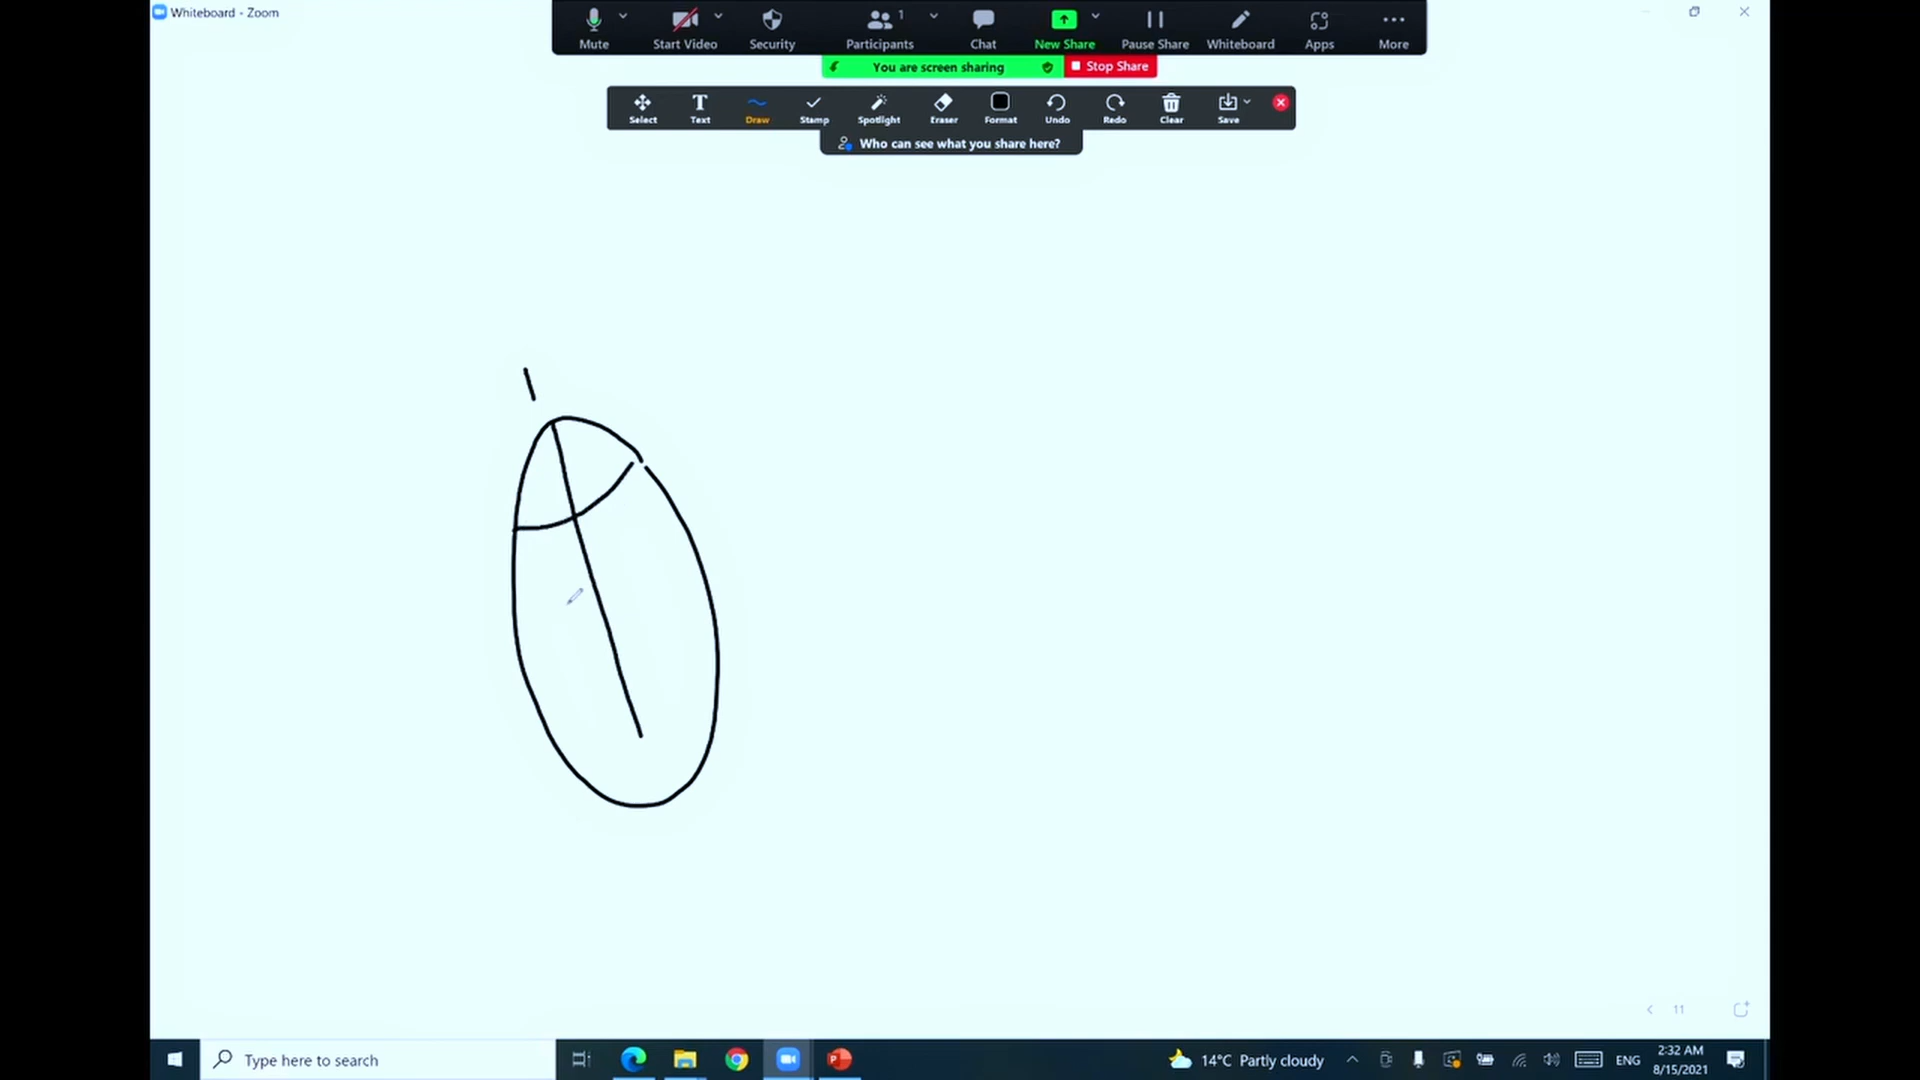 Whiteboard - Zoom
Mute
Start Video
Security
Participants 1
Chat
New Share
Pause Share
Whiteboard
Apps
More
You are screen sharing
Stop Share
Select
Text
Draw
Stamp
Spotlight
Eraser
Format
Undo
Redo
Clear
Save
Who can see what you share here?
11
Type here to search
14°C Partly cloudy
ENG
2:32 AM
8/15/2021